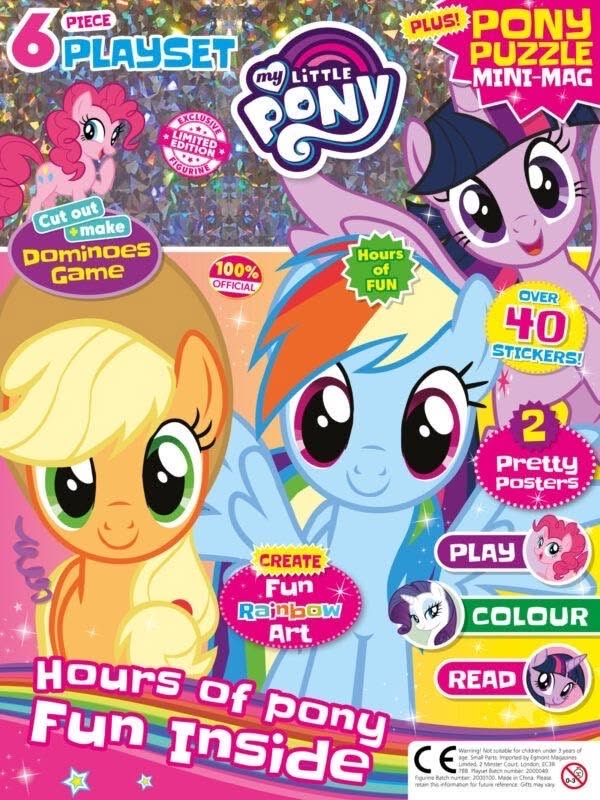 6 PIECE
PLAYSET
my LITTLE
PONY
PLUS! PONY
PUZZLE
MINI-MAG
EXCLUSIVE
LIMITED
EDITION
FIGURINE
Cut out
+ make
Dominoes
Game
100%
OFFICIAL
Hours
of
FUN
OVER
40
STICKERS!
2
Pretty
Posters
PLAY
COLOUR
READ
CREATE
Fun
Rainbow
Art
Hours of pony
Fun Inside
CE
Warning! Not suitable for children under 3 years of
age. Small Parts. Imported by Egmont Magazines
Limited, 2 Minster Court, London, EC3R
7BB. Playset Batch number: 2000049
Figurine Batch number: 2000100. Made in China. Please
retain this information for future reference. Gifts may vary.
0-3